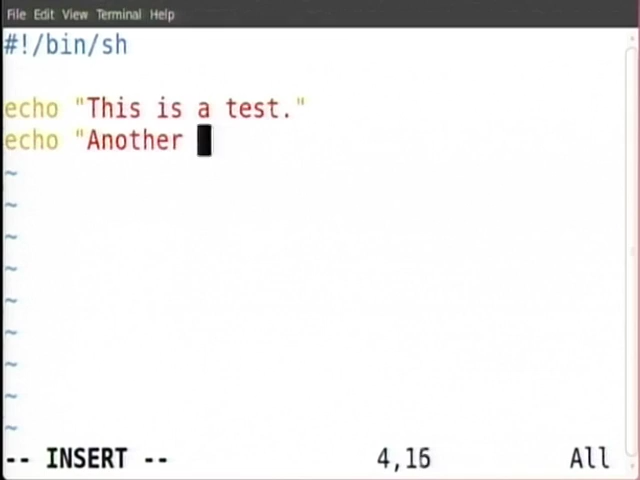 File Edit View Terminal Help
#!/bin/sh
echo "This is a test."
echo "Another
~
~
~
~
~
~
~
~
~
-- INSERT -- 4,16 All